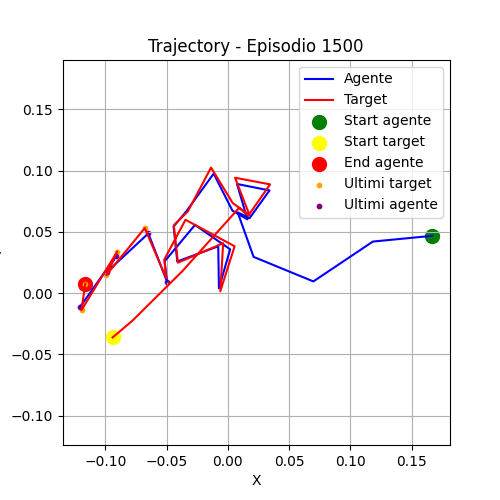 Trajectory - Episodio 1500
Agente
Target
Start agente
Start target
End agente
Ultimi target
Ultimi agente
0.15
0.10
0.05
0.00
−0.05
−0.10
−0.10
−0.05
0.00
0.05
0.10
0.15
X